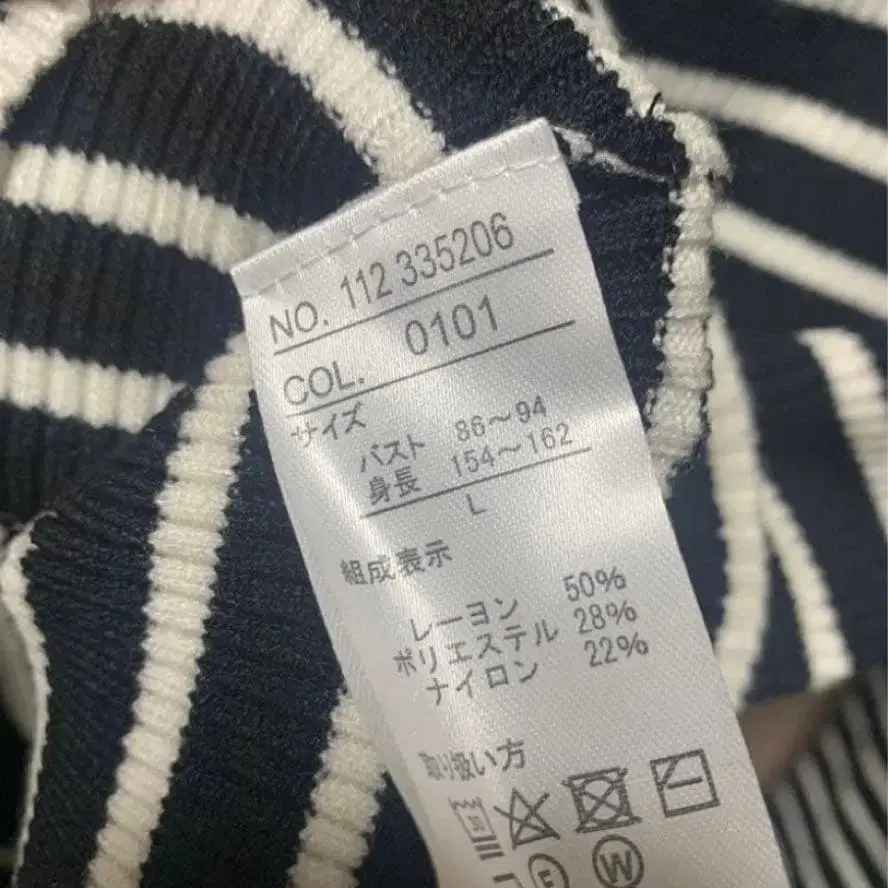 NO. 112 335206
COL. 0101
サイズ
バスト 86～94
身長 154～162
L
組成表示
レーヨン 50%
ポリエステル 28%
ナイロン 22%
取り扱い方
W